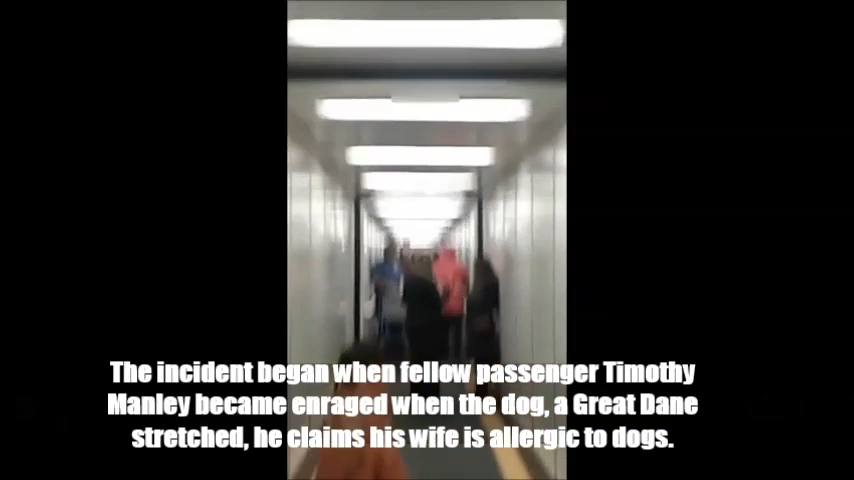 The incident began when fellow passenger Timothy
Manley became enraged when the dog, a Great Dane
stretched, he claims his wife is allergic to dogs.